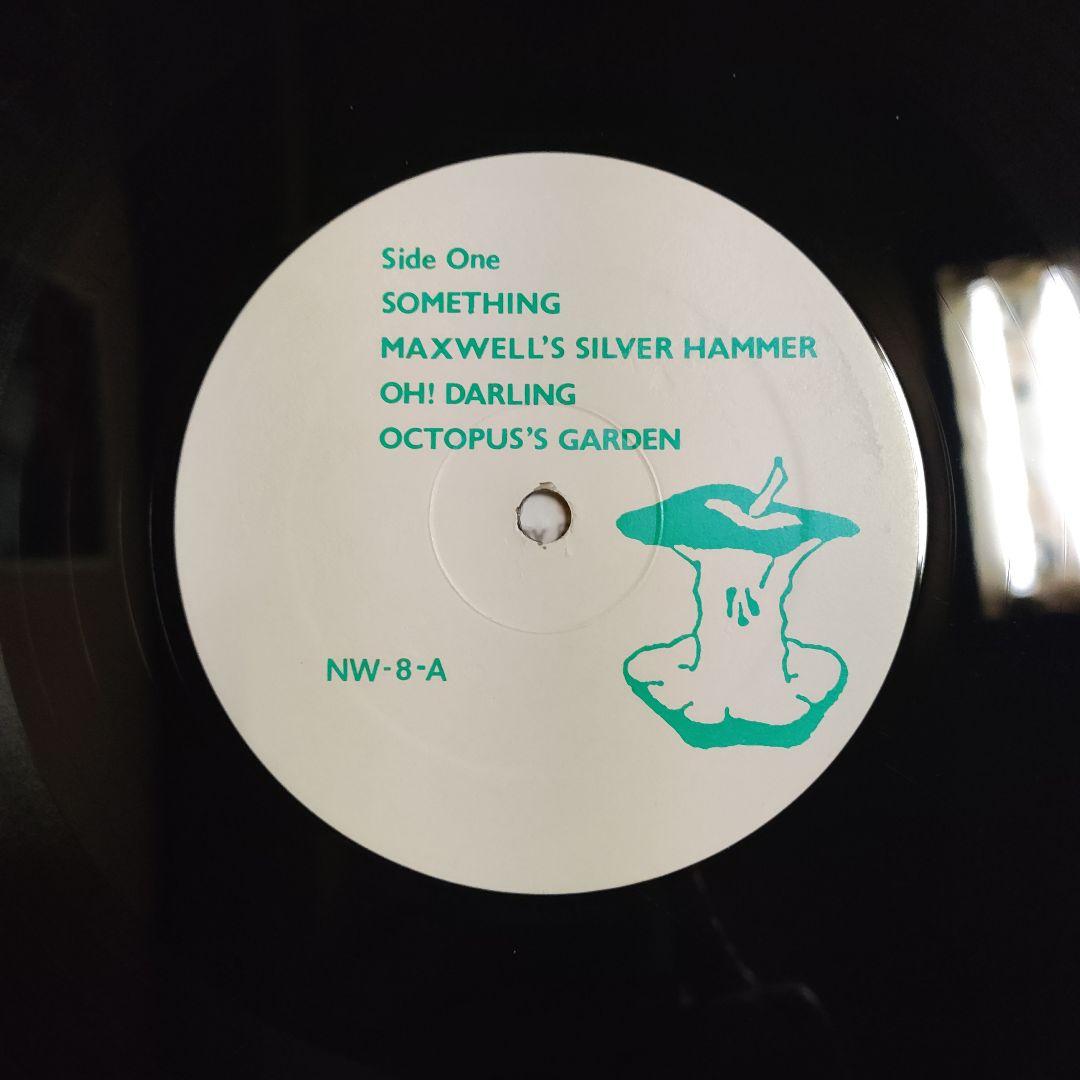 Side One
SOMETHING
MAXWELL'S SILVER HAMMER
OH! DARLING
OCTOPUS'S GARDEN
NW-8-A